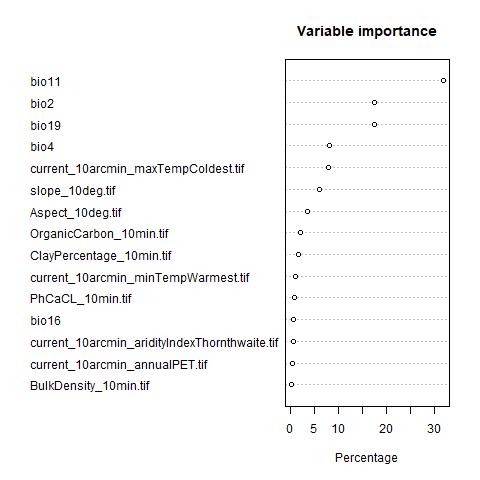 Variable importance
bio11
bio2
bio19
bio4
current_10arcmin_maxTempColdest.tif
slope_10deg.tif
Aspect_10deg.tif
OrganicCarbon_10min.tif
ClayPercentage_10min.tif
current_10arcmin_minTempWarmest.tif
PhCaCL_10min.tif
bio16
current_10arcmin_aridityIndexThornthwaite.tif
current_10arcmin_annualPET.tif
BulkDensity_10min.tif
0 5 10 20 30
Percentage